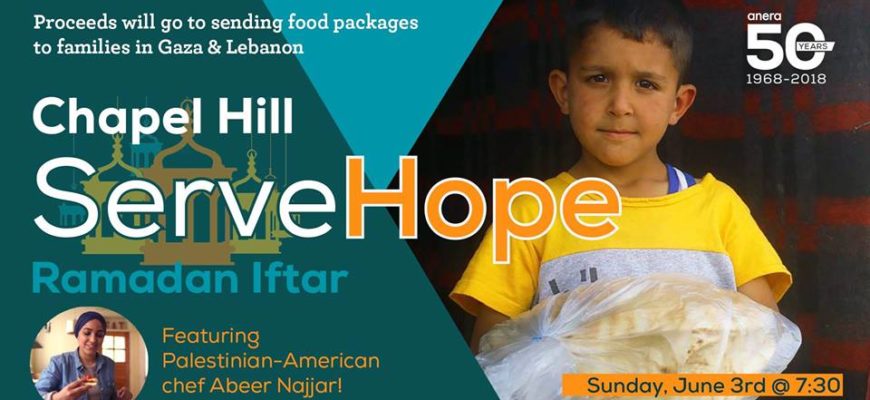 Proceeds will go to sending food packages
to families in Gaza & Lebanon
anera
50
YEARS
1968-2018
Chapel Hill
ServeHope
Ramadan Iftar
Featuring
Palestinian-American
chef Abeer Najjar!
Sunday, June 3rd @ 7:30